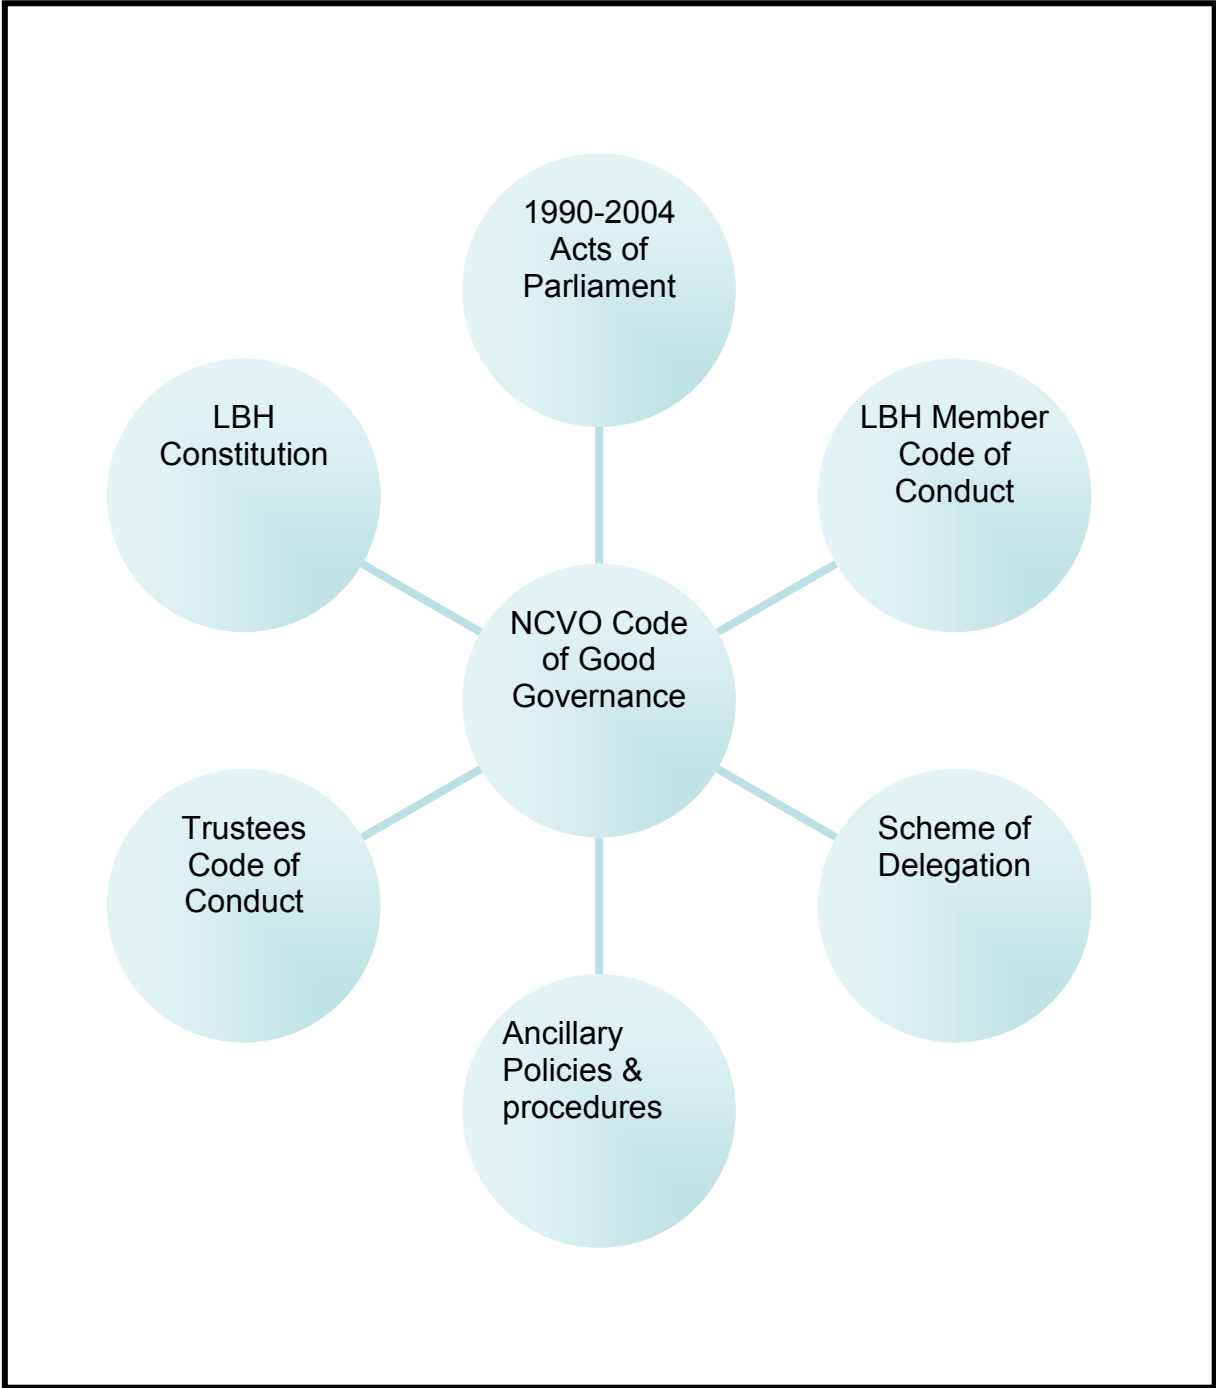 1990-2004
Acts of
Parliament
LBH
Constitution
LBH Member
Code of
Conduct
NCVO Code
of Good
Governance
Trustees
Code of
Conduct
Scheme of
Delegation
Ancillary
Policies &
procedures